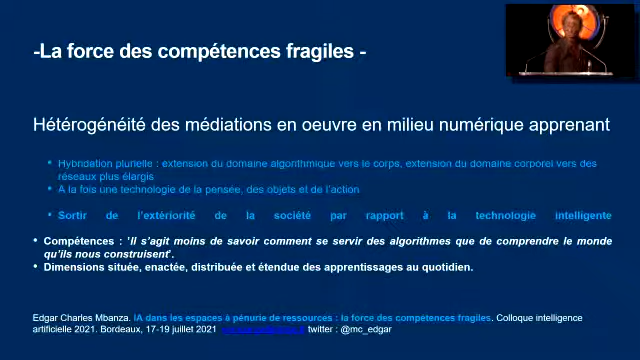 -La force des compétences fragiles -
Hétérogénéité des médiations en oeuvre en milieu numérique apprenant
• Hybridation plurielle : extension du domaine algorithmique vers le corps, extension du domaine corporel vers des
réseaux plus élargis
• A la fois une technologie de la pensée, des objets et de l'action
• Sortir de l'extériorité de la société par rapport à la technologie intelligente
• Compétences : 'Il s'agit moins de savoir comment se servir des algorithmes que de comprendre le monde
qu'ils nous construisent'.
• Dimensions située, enactée, distribuée et étendue des apprentissages au quotidien.
Edgar Charles Mbanza. IA dans les espaces à pénurie de ressources : la force des compétences fragiles. Colloque intelligence
artificielle 2021. Bordeaux, 17-19 juillet 2021 twitter : @mc_edgar